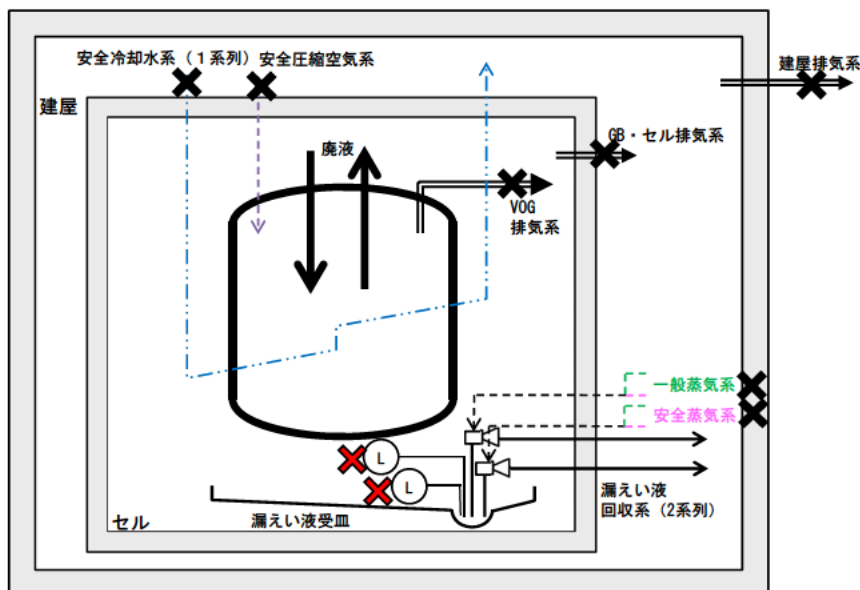 安全冷却水系（１系列）
安全圧縮空気系
建屋排気系
建屋
GB・セル排気系
廃液
VOG
排気系
一般蒸気系
安全蒸気系
L
L
漏えい液
回収系（2系列）
漏えい液受皿
セル